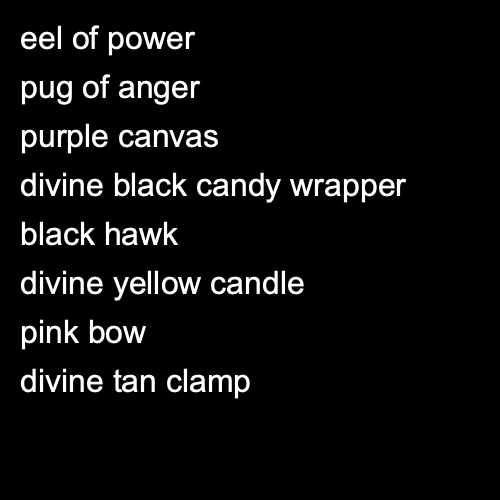 eel of power
pug of anger
purple canvas
divine black candy wrapper
black hawk
divine yellow candle
pink bow
divine tan clamp